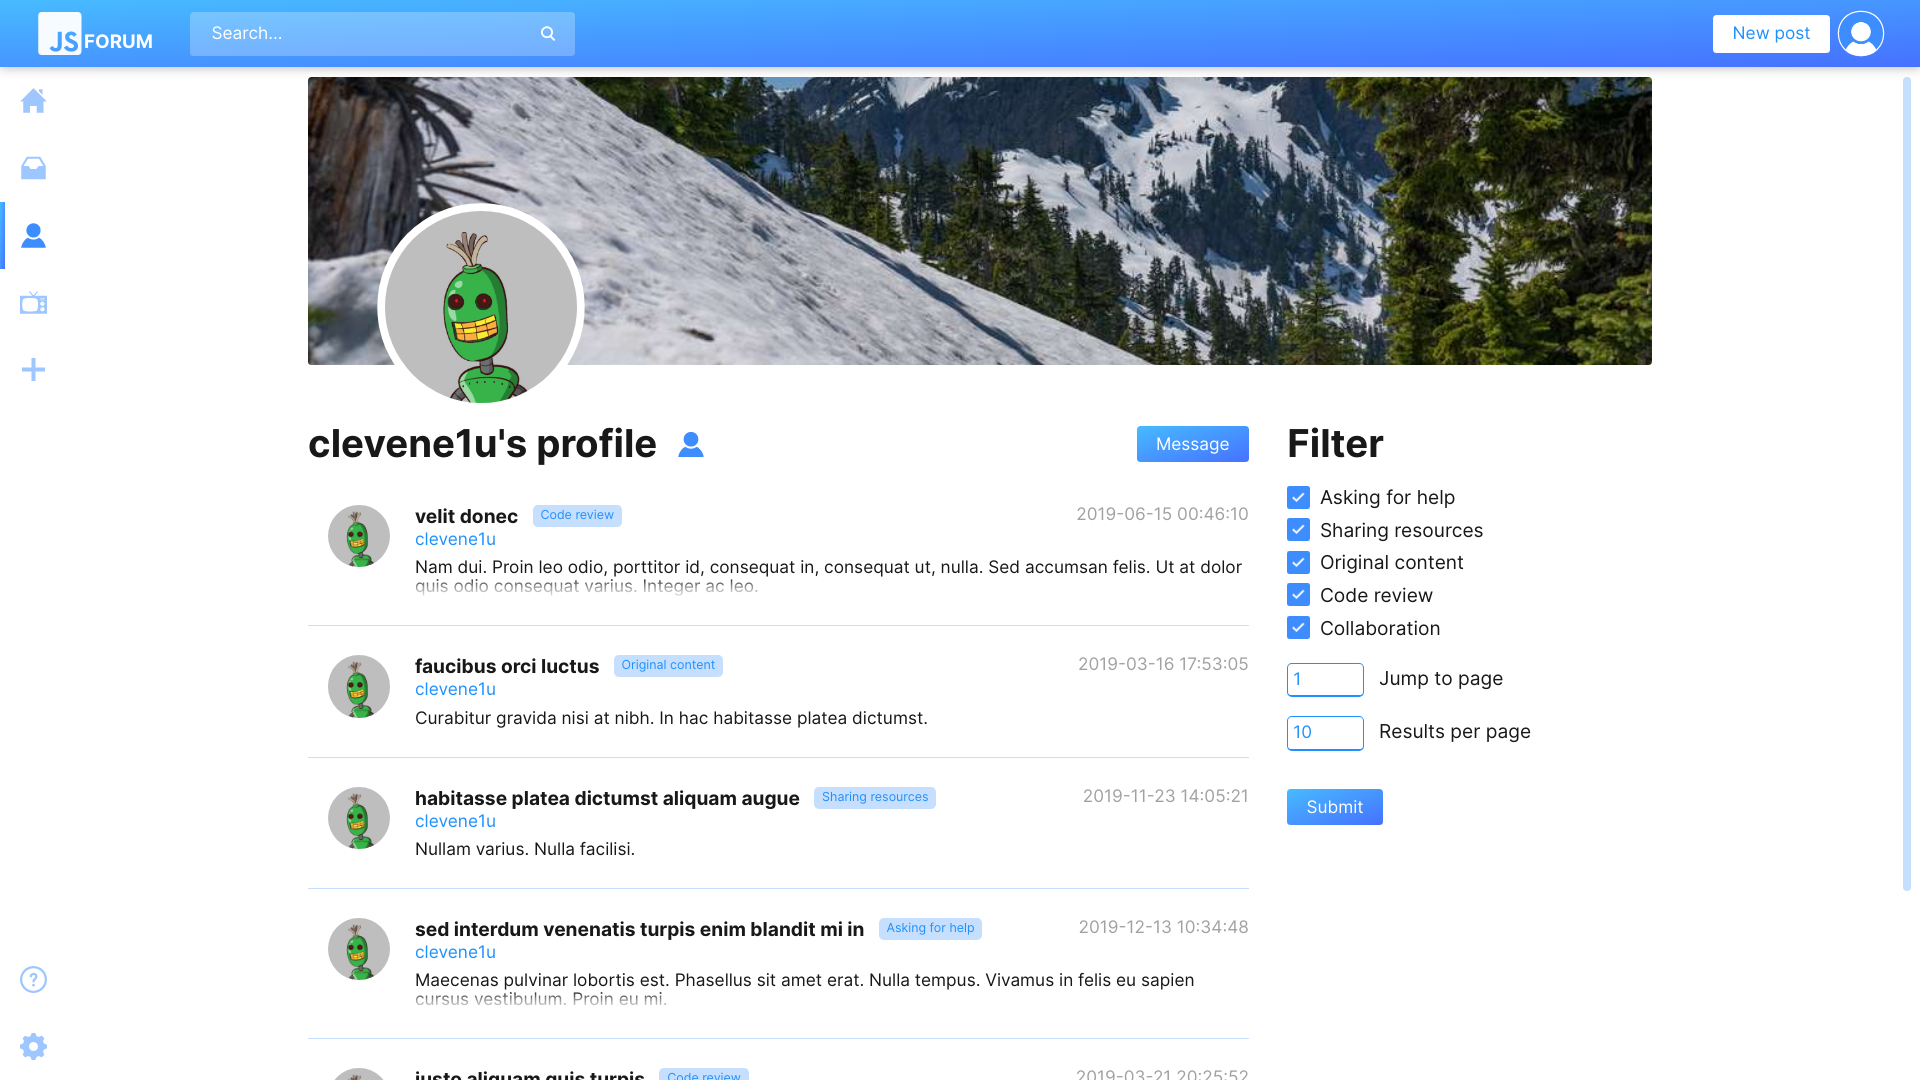 JS FORUM
Search...
New post
clevene1u's profile
Message
velit donec
Code review
2019-06-15 00:46:10
clevene1u
Nam dui. Proin leo odio, porttitor id, consequat in, consequat ut, nulla. Sed accumsan felis. Ut at dolor
quis odio consequat varius. Integer ac leo.
faucibus orci luctus
Original content
2019-03-16 17:53:05
clevene1u
Curabitur gravida nisi at nibh. In hac habitasse platea dictumst.
habitasse platea dictumst aliquam augue
Sharing resources
2019-11-23 14:05:21
clevene1u
Nullam varius. Nulla facilisi.
sed interdum venenatis turpis enim blandit mi in
Asking for help
2019-12-13 10:34:48
clevene1u
Maecenas pulvinar lobortis est. Phasellus sit amet erat. Nulla tempus. Vivamus in felis eu sapien
cursus vestibulum. Proin eu mi.
justo aliquam quis turpis
Code review
2019-03-21 20:25:52
Filter
Asking for help
Sharing resources
Original content
Code review
Collaboration
1
Jump to page
10
Results per page
Submit
?